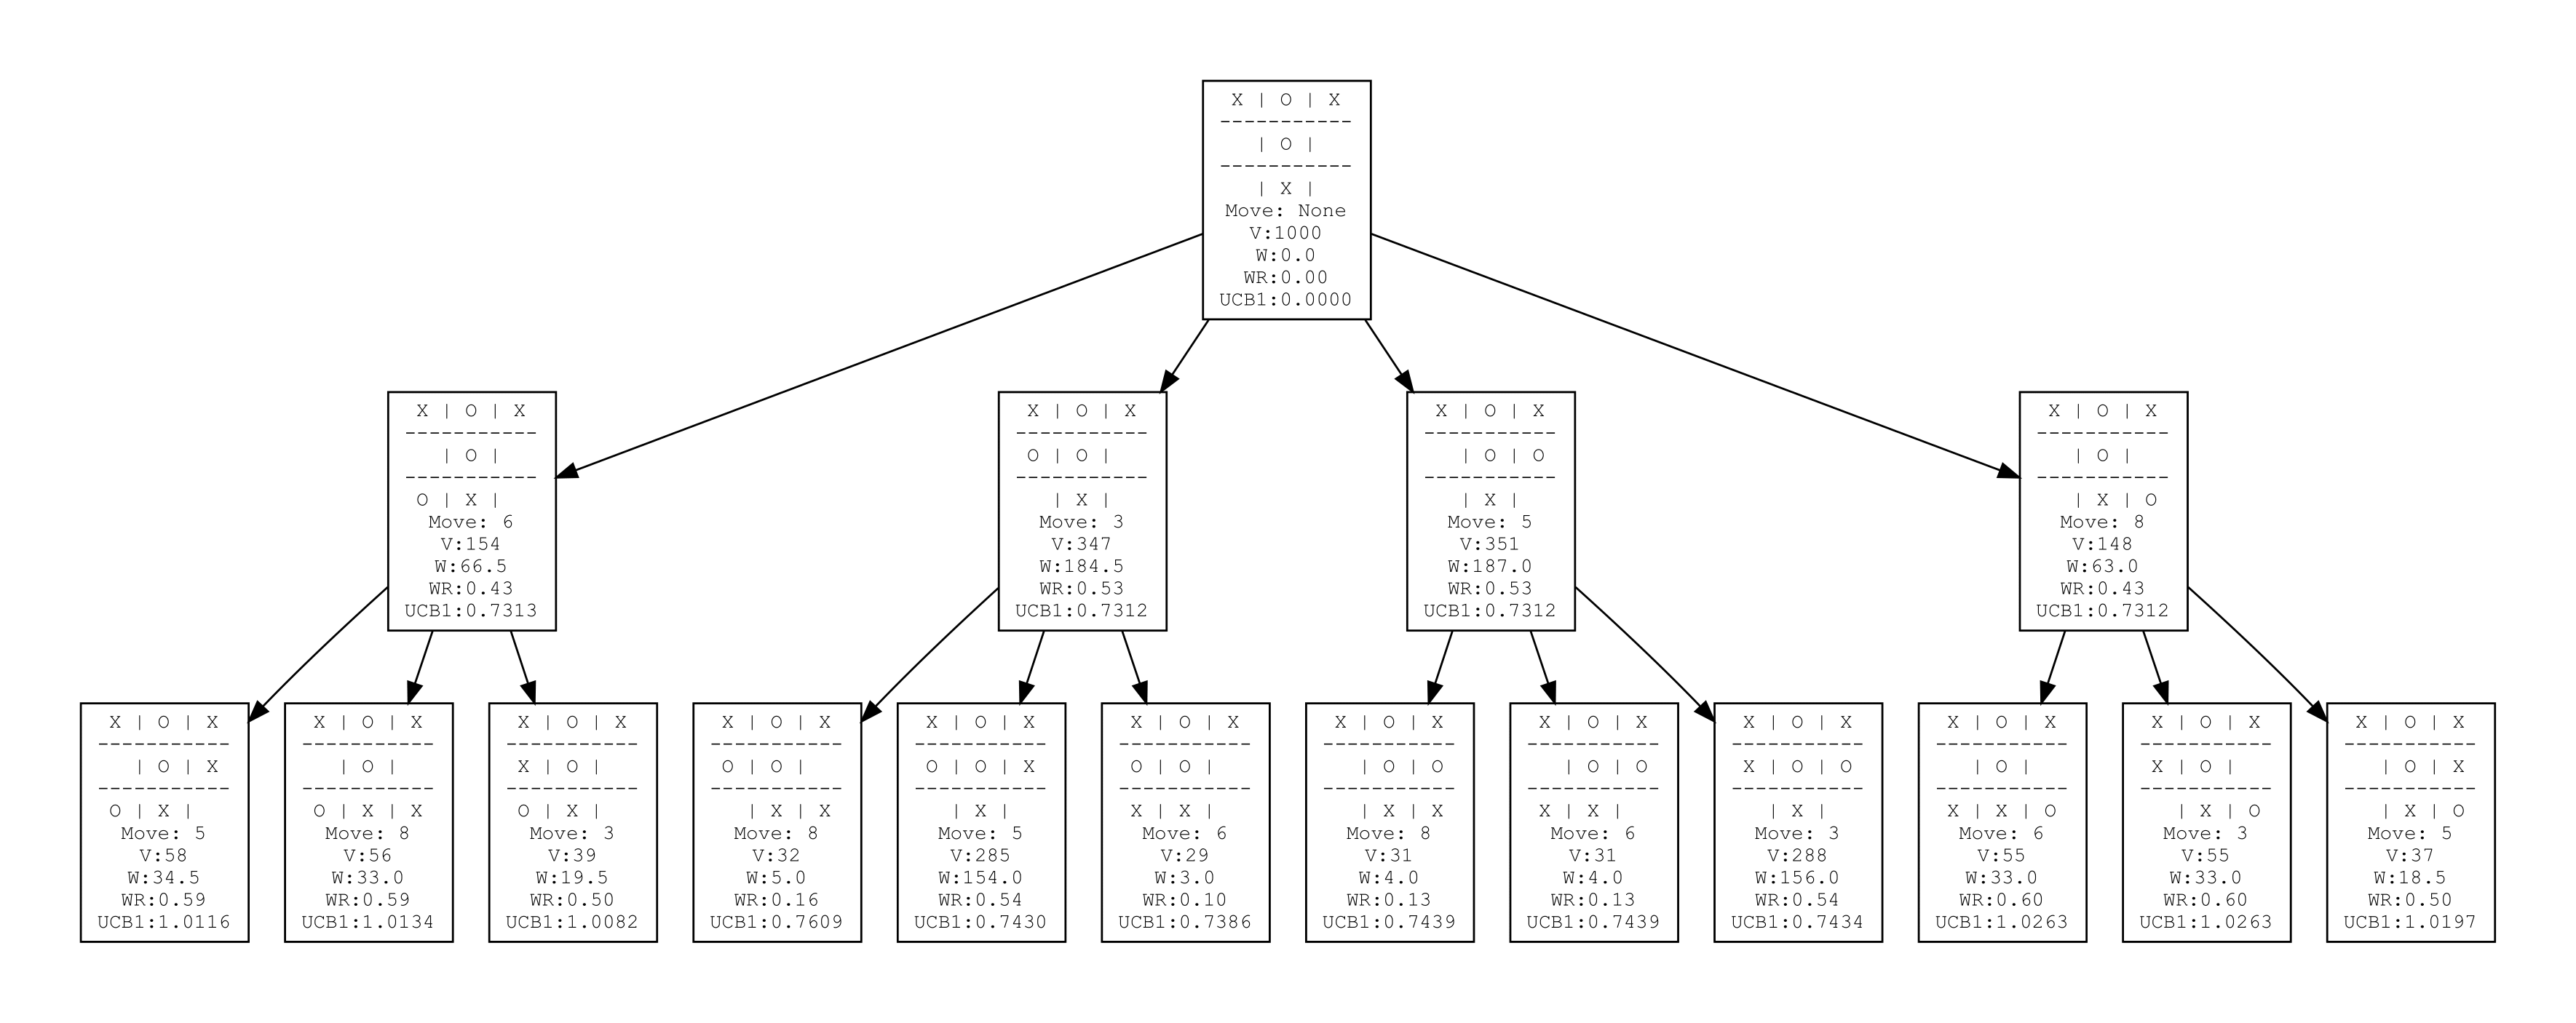 X | O | X
-----------
| O |
-----------
| X |
Move: None
V:1000
W:0.0
WR:0.00
UCB1:0.0000
X | O | X
-----------
| O |
-----------
O | X |
Move: 6
V:154
W:66.5
WR:0.43
UCB1:0.7313
X | O | X
-----------
O | O |
-----------
| X |
Move: 3
V:347
W:184.5
WR:0.53
UCB1:0.7312
X | O | X
-----------
| O | O
-----------
| X |
Move: 5
V:351
W:187.0
WR:0.53
UCB1:0.7312
X | O | X
-----------
| O |
-----------
| X | O
Move: 8
V:148
W:63.0
WR:0.43
UCB1:0.7312
X | O | X
-----------
| O | X
-----------
O | X |
Move: 5
V:58
W:34.5
WR:0.59
UCB1:1.0116
X | O | X
-----------
| O |
-----------
O | X | X
Move: 8
V:56
W:33.0
WR:0.59
UCB1:1.0134
X | O | X
-----------
X | O |
-----------
O | X |
Move: 3
V:39
W:19.5
WR:0.50
UCB1:1.0082
X | O | X
-----------
O | O |
-----------
| X | X
Move: 8
V:32
W:5.0
WR:0.16
UCB1:0.7609
X | O | X
-----------
O | O | X
-----------
| X |
Move: 5
V:285
W:154.0
WR:0.54
UCB1:0.7430
X | O | X
-----------
O | O |
-----------
X | X |
Move: 6
V:29
W:3.0
WR:0.10
UCB1:0.7386
X | O | X
-----------
| O | O
-----------
| X | X
Move: 8
V:31
W:4.0
WR:0.13
UCB1:0.7439
X | O | X
-----------
| O | O
-----------
X | X |
Move: 6
V:31
W:4.0
WR:0.13
UCB1:0.7439
X | O | X
-----------
X | O | O
-----------
| X |
Move: 3
V:288
W:156.0
WR:0.54
UCB1:0.7434
X | O | X
-----------
| O |
-----------
X | X | O
Move: 6
V:55
W:33.0
WR:0.60
UCB1:1.0263
X | O | X
-----------
X | O |
-----------
| X | O
Move: 3
V:55
W:33.0
WR:0.60
UCB1:1.0263
X | O | X
-----------
| O | X
-----------
| X | O
Move: 5
V:37
W:18.5
WR:0.50
UCB1:1.0197